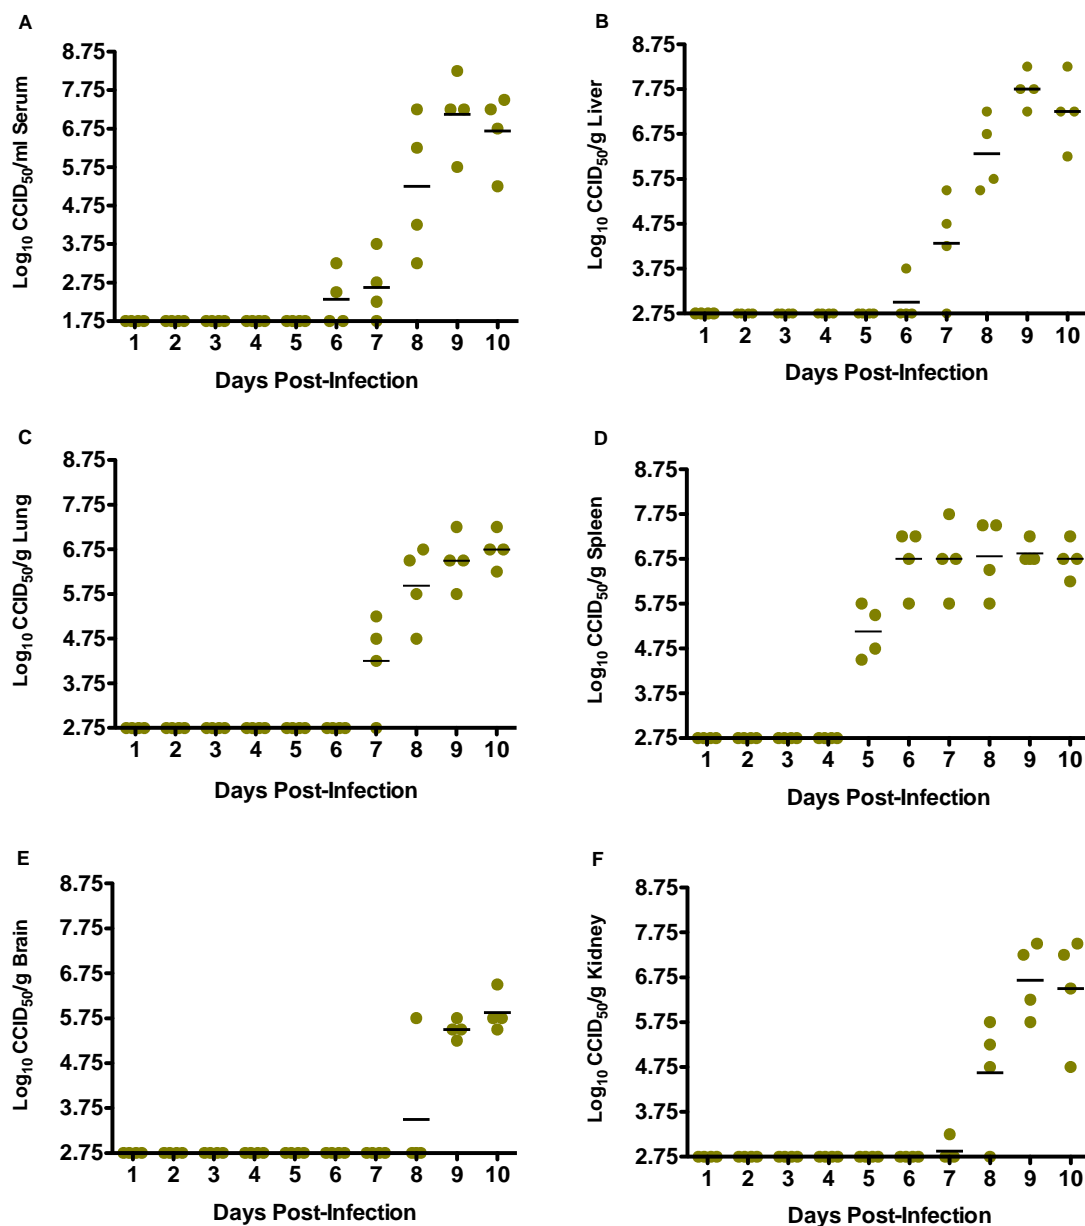 A
Log10 CCID50/ml Serum
8.75
7.75
6.75
5.75
4.75
3.75
2.75
1.75
1 2 3 4 5 6 7 8 9 10
Days Post-Infection
B
Log10 CCID50/g Liver
8.75
7.75
6.75
5.75
4.75
3.75
2.75
1 2 3 4 5 6 7 8 9 10
Days Post-Infection
C
Log10 CCID50/g Lung
8.75
7.75
6.75
5.75
4.75
3.75
2.75
1 2 3 4 5 6 7 8 9 10
Days Post-Infection
D
Log10 CCID50/g Spleen
8.75
7.75
6.75
5.75
4.75
3.75
2.75
1 2 3 4 5 6 7 8 9 10
Days Post-Infection
E
Log10 CCID50/g Brain
8.75
7.75
6.75
5.75
4.75
3.75
2.75
1 2 3 4 5 6 7 8 9 10
Days Post-Infection
F
Log10 CCID50/g Kidney
8.75
7.75
6.75
5.75
4.75
3.75
2.75
1 2 3 4 5 6 7 8 9 10
Days Post-Infection